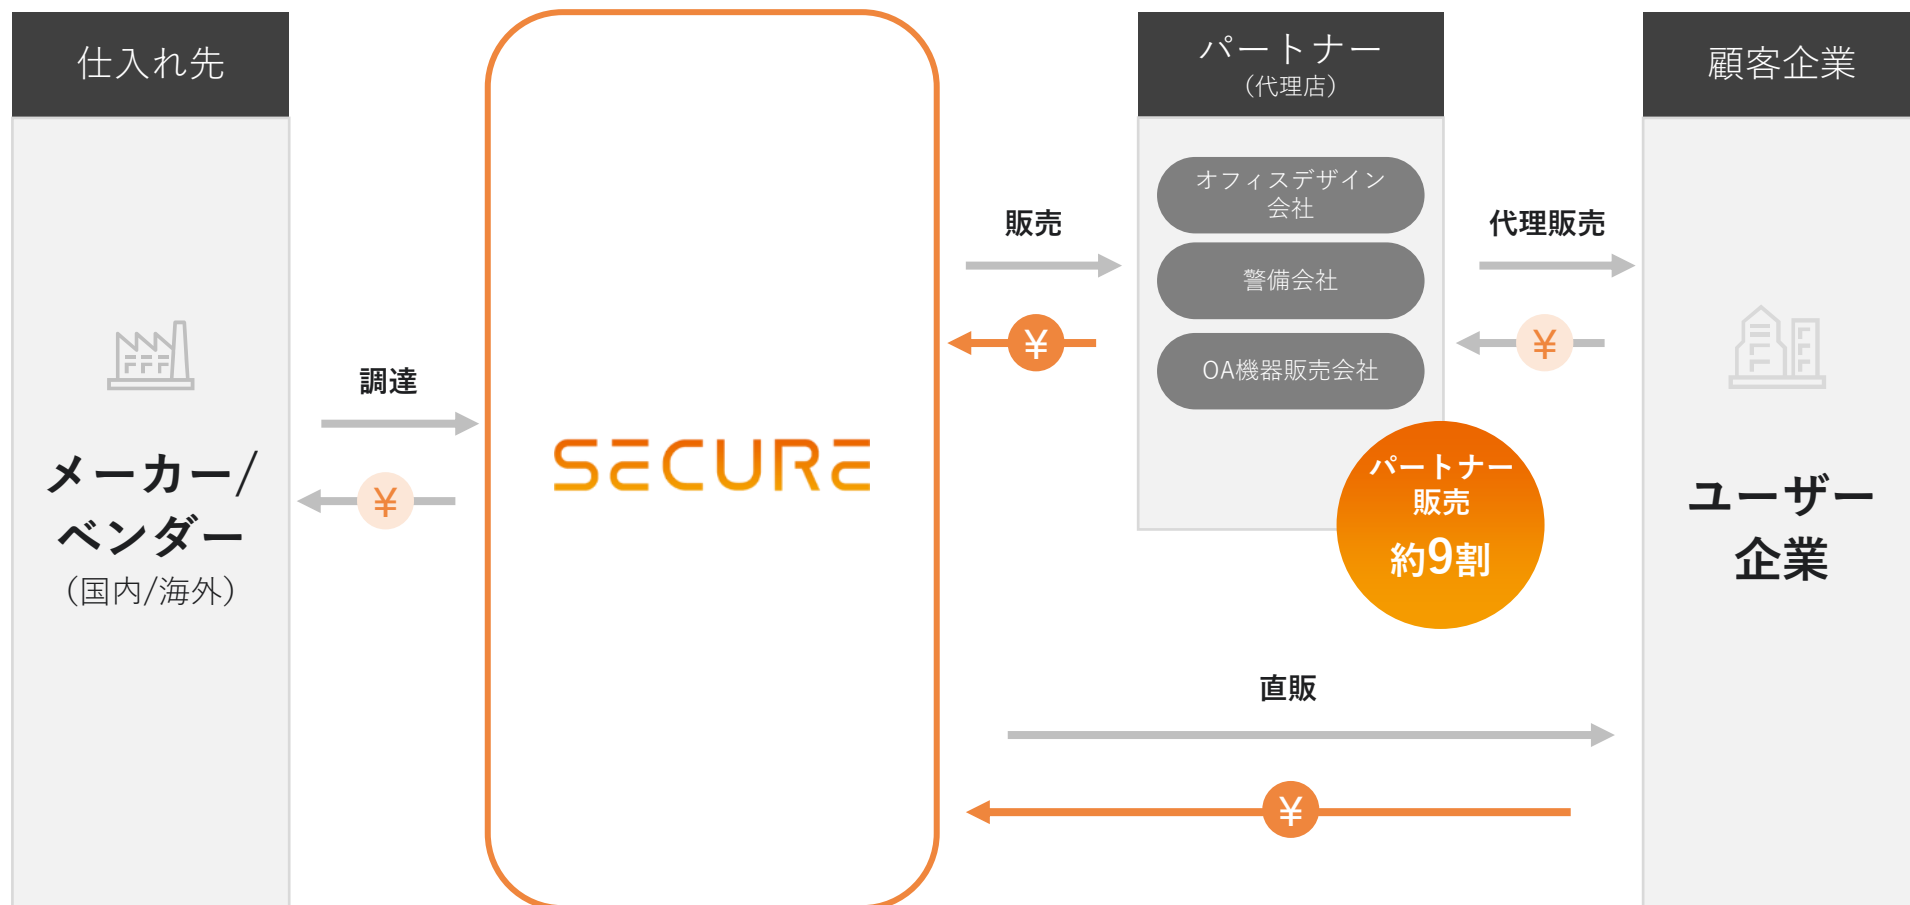 仕入れ先
メーカー/
ベンダー
（国内/海外）
調達
¥
SECURE
販売
¥
パートナー
（代理店）
オフィスデザイン
会社
警備会社
OA機器販売会社
パートナー
販売
約9割
代理販売
¥
直販
¥
顧客企業
ユーザー
企業